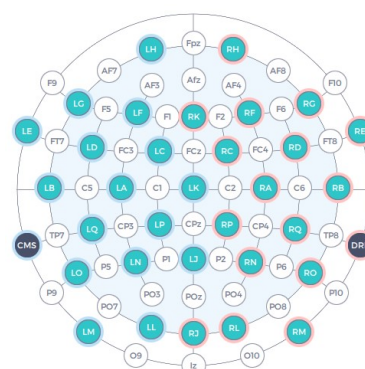 LH Fpz RH
AF7 Afz AF8
F9 AF3 AF4 F10
LG F5 LF F1 RK F2 RF F6 RG
LE FT7 LD FC3 LC FCz RC FC4 RD FT8 RE
LB C5 LA C1 LK C2 RA C6 RB
CMS TP7 LQ CP3 LP CPz RP CP4 RQ TP8 DRL
LO P5 LN P1 LJ P2 RN P6 RO
P9 PO7 PO3 POz PO4 PO8 P10
LM LL RJ RL RM
O9 Iz O10